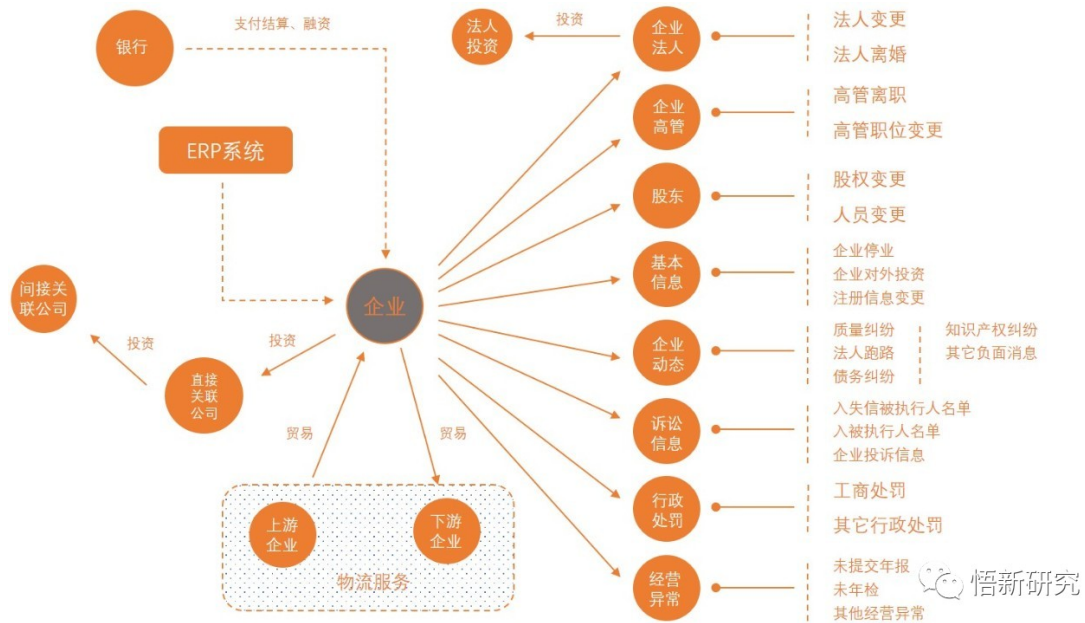 银行
支付结算、融资
ERP系统
间接关
联公司
投资
直接
关联
公司
投资
企业
贸易
贸易
上游
企业
下游
企业
物流服务
法人
投资
投资
企业
法人
法人变更
法人离婚
企业
高管
高管离职
高管职位变更
股东
股权变更
人员变更
基本
信息
企业停业
企业对外投资
注册信息变更
企业
动态
质量纠纷
法人跑路
债务纠纷
知识产权纠纷
其它负面消息
诉讼
信息
入失信被执行人名单
入被执行人名单
企业投诉信息
行政
处罚
工商处罚
其它行政处罚
经营
异常
未提交年报
未年检
其他经营异常
悟新研究